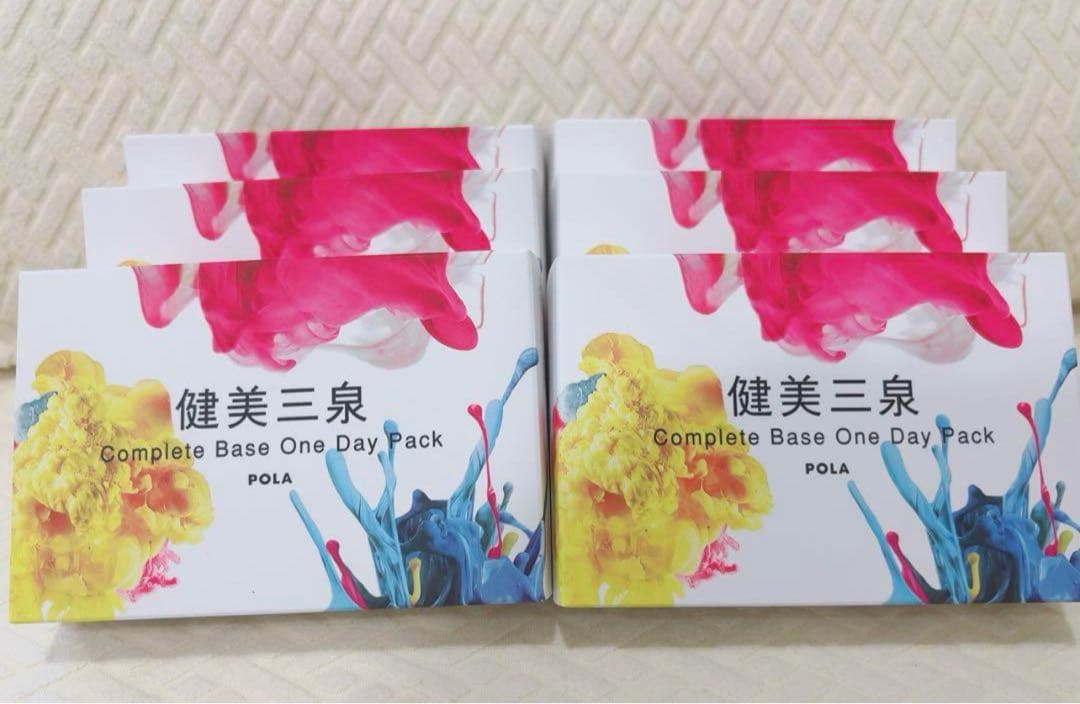 健美三泉
Complete Base One Day Pack
POLA
健美三泉
Complete Base One Day Pack
POLA